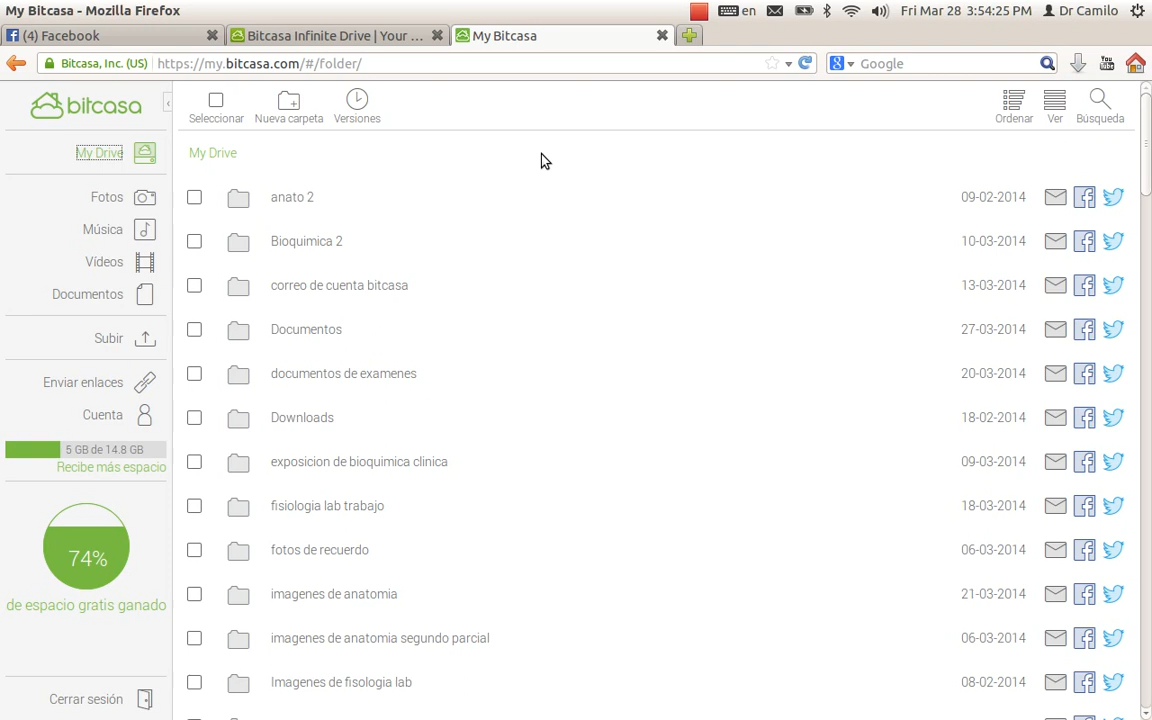 My Bitcasa - Mozilla Firefox
en
Fri Mar 28 3:54:25 PM
Dr Camilo
(4) Facebook
Bitcasa Infinite Drive | Your ...
My Bitcasa
Bitcasa, Inc. (US)
https://my.bitcasa.com/#/folder/
Google
You Tube
bitcasa
Seleccionar
Nueva carpeta
Versiones
Ordenar
Ver
Búsqueda
My Drive
Fotos
Música
Vídeos
Documentos
Subir
Enviar enlaces
Cuenta
5 GB de 14.8 GB
Recibe más espacio
74%
de espacio gratis ganado
Cerrar sesión
My Drive
anato 2 09-02-2014
Bioquimica 2 10-03-2014
correo de cuenta bitcasa 13-03-2014
Documentos 27-03-2014
documentos de examenes 20-03-2014
Downloads 18-02-2014
exposicion de bioquimica clinica 09-03-2014
fisiologia lab trabajo 18-03-2014
fotos de recuerdo 06-03-2014
imagenes de anatomia 21-03-2014
imagenes de anatomia segundo parcial 06-03-2014
Imagenes de fisologia lab 08-02-2014